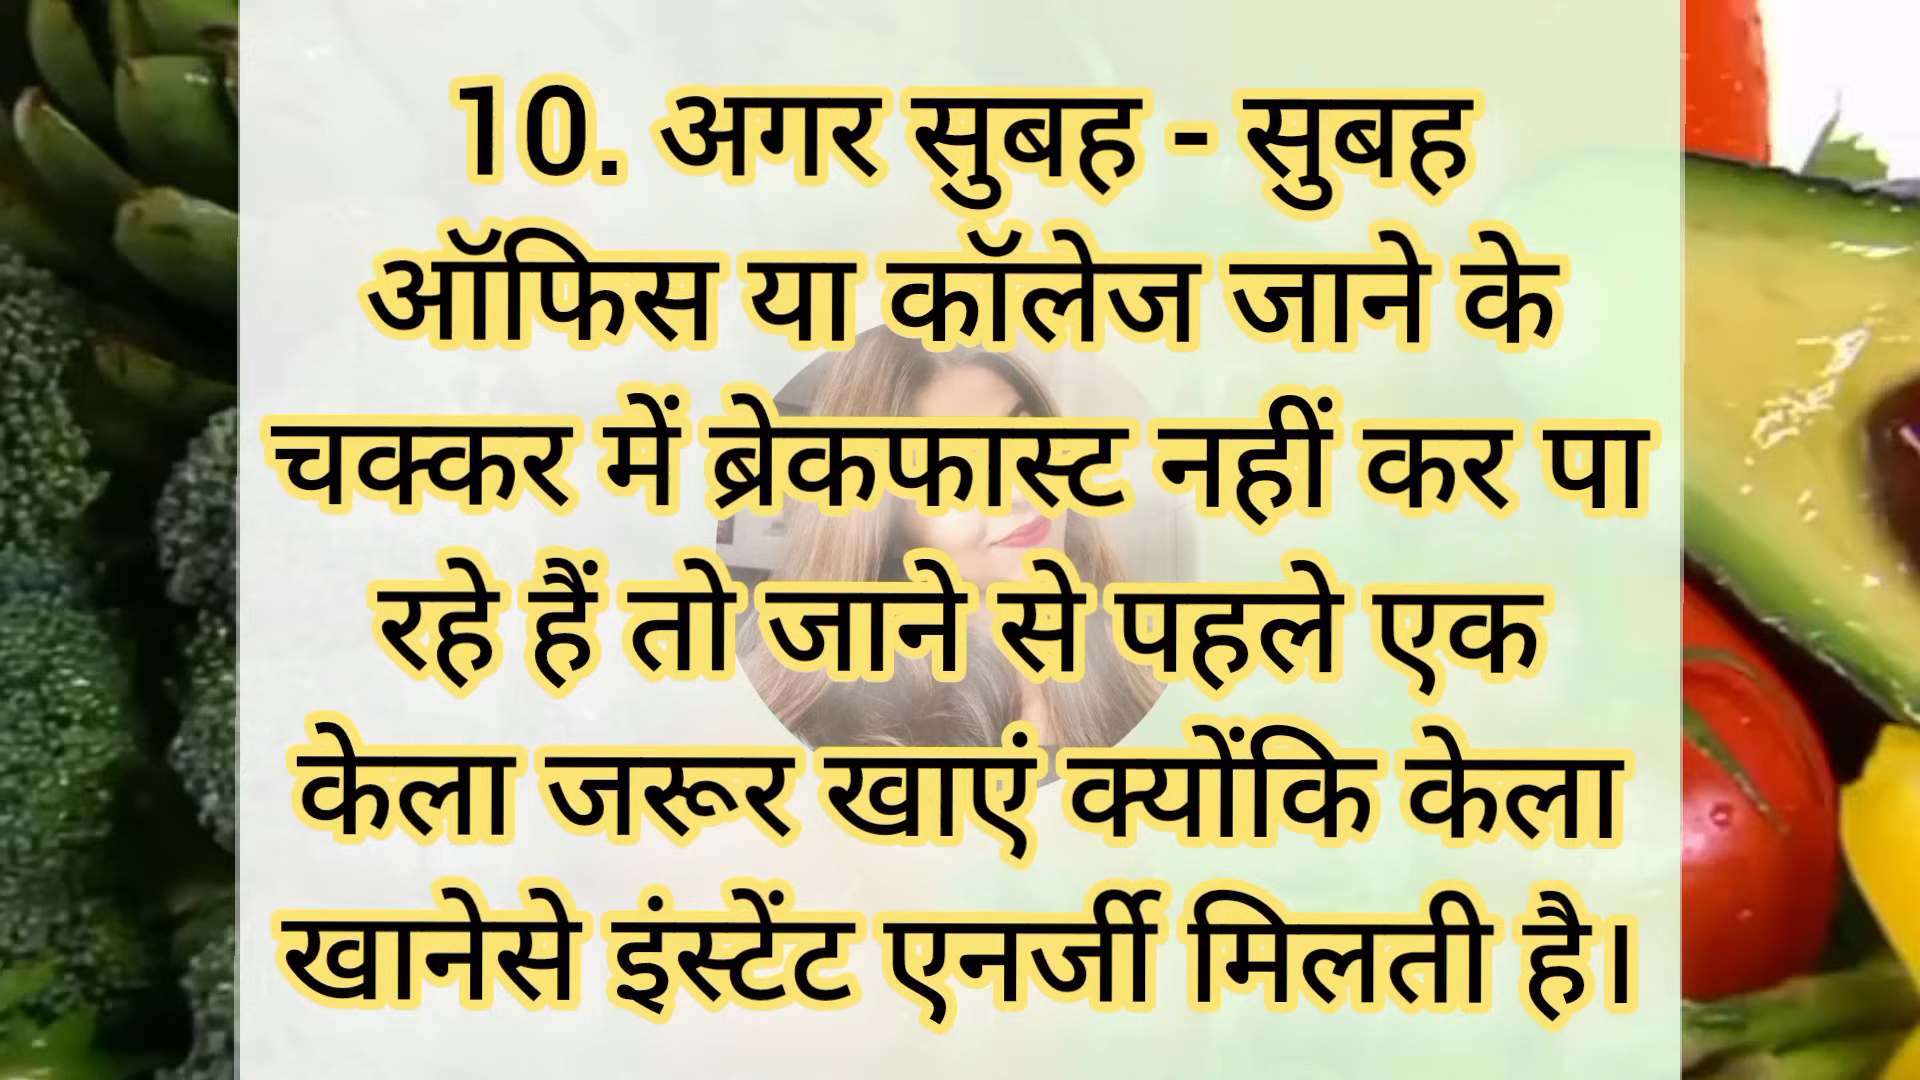 10. अगर सुबह - सुबह
ऑफिस या कॉलेज जाने के
चक्कर में ब्रेकफास्ट नहीं कर पा
रहे हैं तो जाने से पहले एक
केला जरूर खाएं क्योंकि केला
खानेसे इंस्टेंट एनर्जी मिलती है।